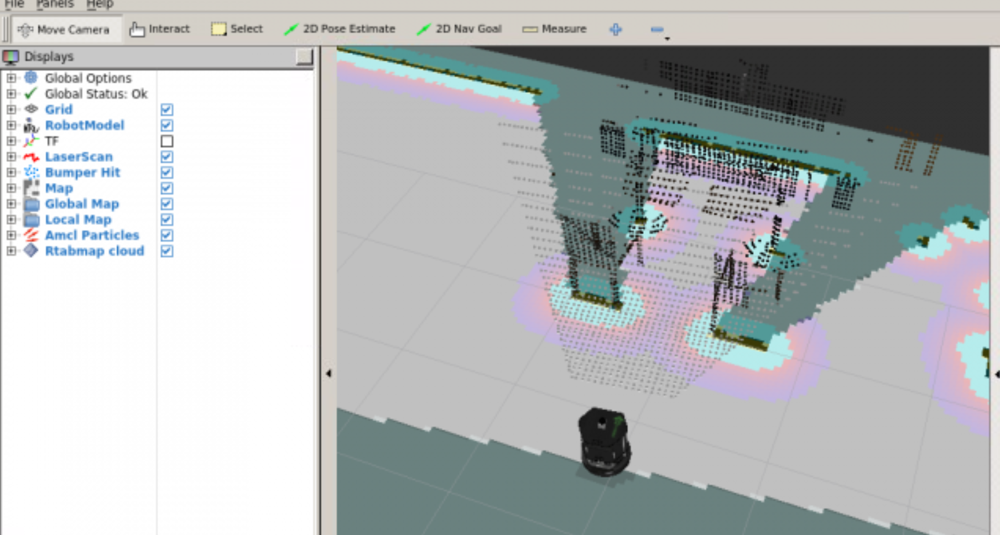 File Panels Help
Move Camera Interact Select 2D Pose Estimate 2D Nav Goal Measure
Displays
Global Options
Global Status: Ok
Grid
RobotModel
TF
LaserScan
Bumper Hit
Map
Global Map
Local Map
Amcl Particles
Rtabmap cloud